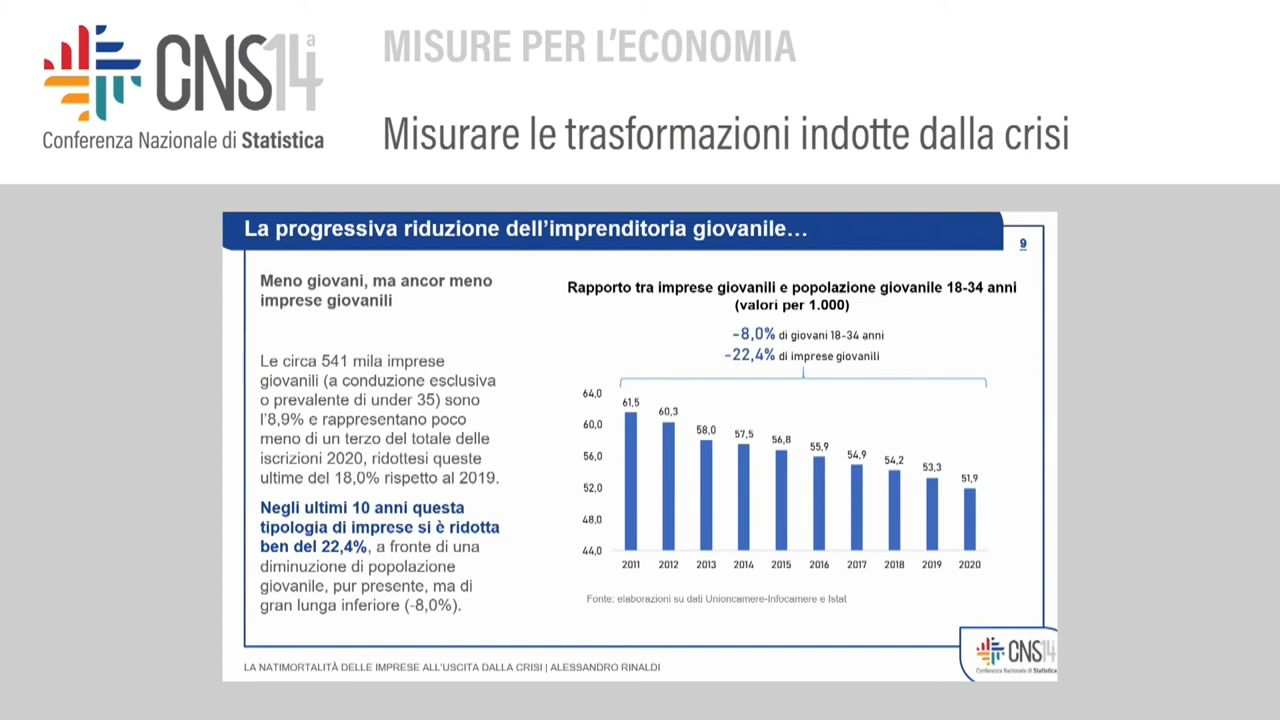 CNS14ª
Conferenza Nazionale di Statistica
MISURE PER L'ECONOMIA
Misurare le trasformazioni indotte dalla crisi
La progressiva riduzione dell'imprenditoria giovanile…
9
Meno giovani, ma ancor meno
imprese giovanili
Le circa 541 mila imprese
giovanili (a conduzione esclusiva
o prevalente di under 35) sono
l'8,9% e rappresentano poco
meno di un terzo del totale delle
iscrizioni 2020, ridottesi queste
ultime del 18,0% rispetto al 2019.
Negli ultimi 10 anni questa
tipologia di imprese si è ridotta
ben del 22,4%, a fronte di una
diminuzione di popolazione
giovanile, pur presente, ma di
gran lunga inferiore (-8,0%).
Rapporto tra imprese giovanili e popolazione giovanile 18-34 anni
(valori per 1.000)
-8,0% di giovani 18-34 anni
-22,4% di imprese giovanili
64,0
60,0
56,0
52,0
48,0
44,0
61,5
60,3
58,0
57,5
56,8
55,9
54,9
54,2
53,3
51,9
2011 2012 2013 2014 2015 2016 2017 2018 2019 2020
Fonte: elaborazioni su dati Unioncamere-Infocamere e Istat
LA NATIMORTALITÀ DELLE IMPRESE ALL'USCITA DALLA CRISI | ALESSANDRO RINALDI
CNS14
Conferenza Nazionale di Statistica